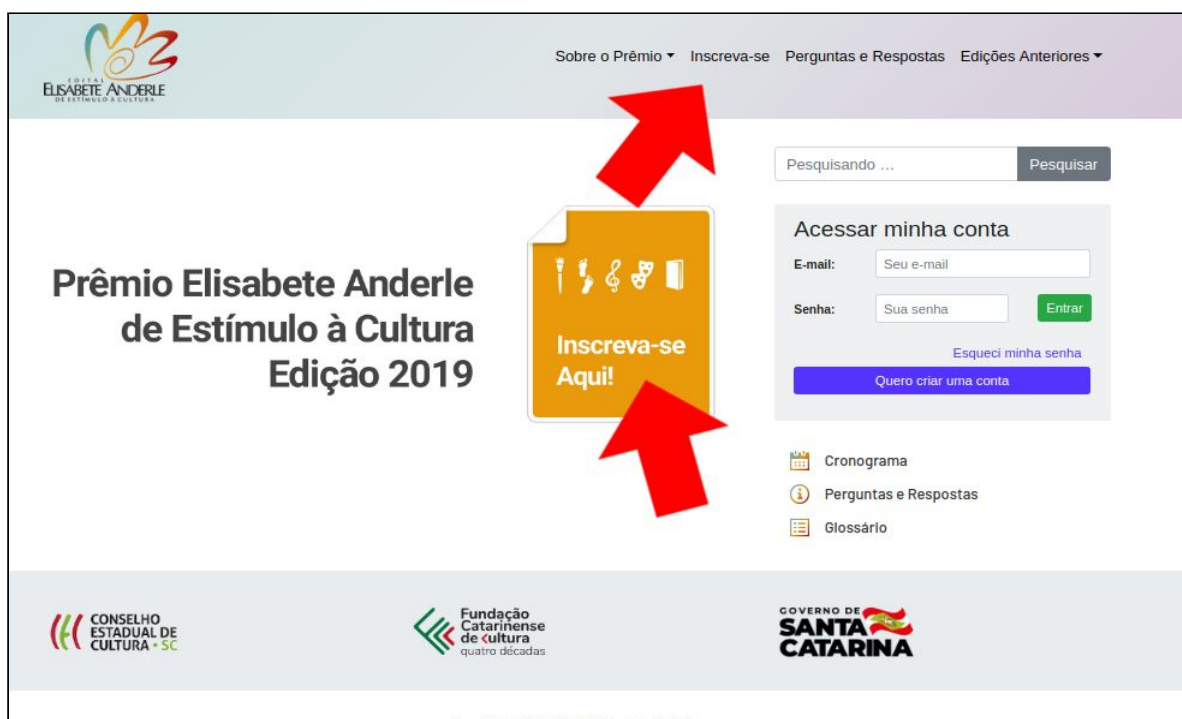 EDITAL
ELISABETE ANDERLE
DE ESTÍMULO À CULTURA
Sobre o Prêmio Inscreva-se Perguntas e Respostas Edições Anteriores
Pesquisando ... Pesquisar
Prêmio Elisabete Anderle
de Estímulo à Cultura
Edição 2019
Inscreva-se
Aqui!
Acessar minha conta
E-mail: Seu e-mail
Senha: Sua senha Entrar
Esqueci minha senha
Quero criar uma conta
Cronograma
Perguntas e Respostas
Glossário
CONSELHO
ESTADUAL DE
CULTURA · SC
Fundação
Catarinense
de cultura
quatro décadas
GOVERNO DE
SANTA
CATARINA